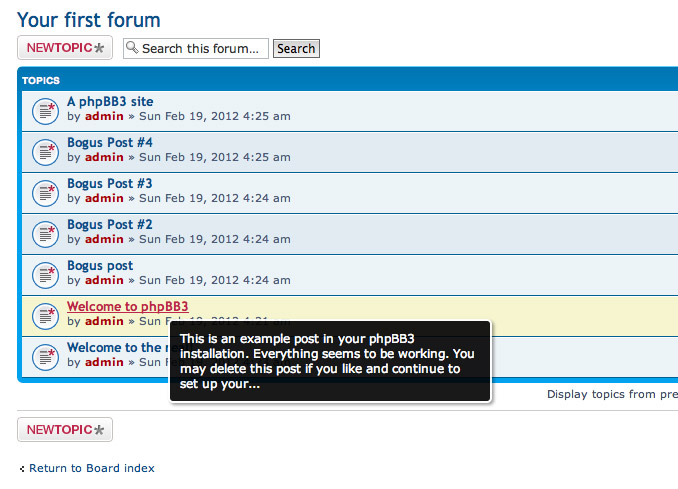 Your first forum
NEWTOPIC*
Search this forum…
Search
TOPICS
A phpBB3 site
by admin » Sun Feb 19, 2012 4:25 am
Bogus Post #4
by admin » Sun Feb 19, 2012 4:25 am
Bogus Post #3
by admin » Sun Feb 19, 2012 4:24 am
Bogus Post #2
by admin » Sun Feb 19, 2012 4:24 am
Bogus post
by admin » Sun Feb 19, 2012 4:24 am
Welcome to phpBB3
by admin » Sun Feb 19, 2012 4:21 am
This is an example post in your phpBB3
installation. Everything seems to be working. You
may delete this post if you like and continue to
set up your...
Welcome to the
by admin »
Display topics from pre
NEWTOPIC*
Return to Board index